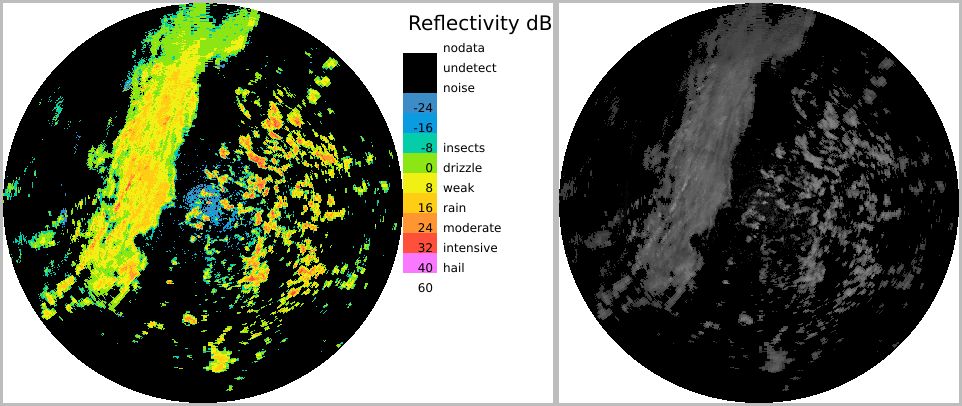 Reflectivity dB
nodata
undetect
noise
-24
-16
-8 insects
0 drizzle
8 weak
16 rain
24 moderate
32 intensive
40 hail
60